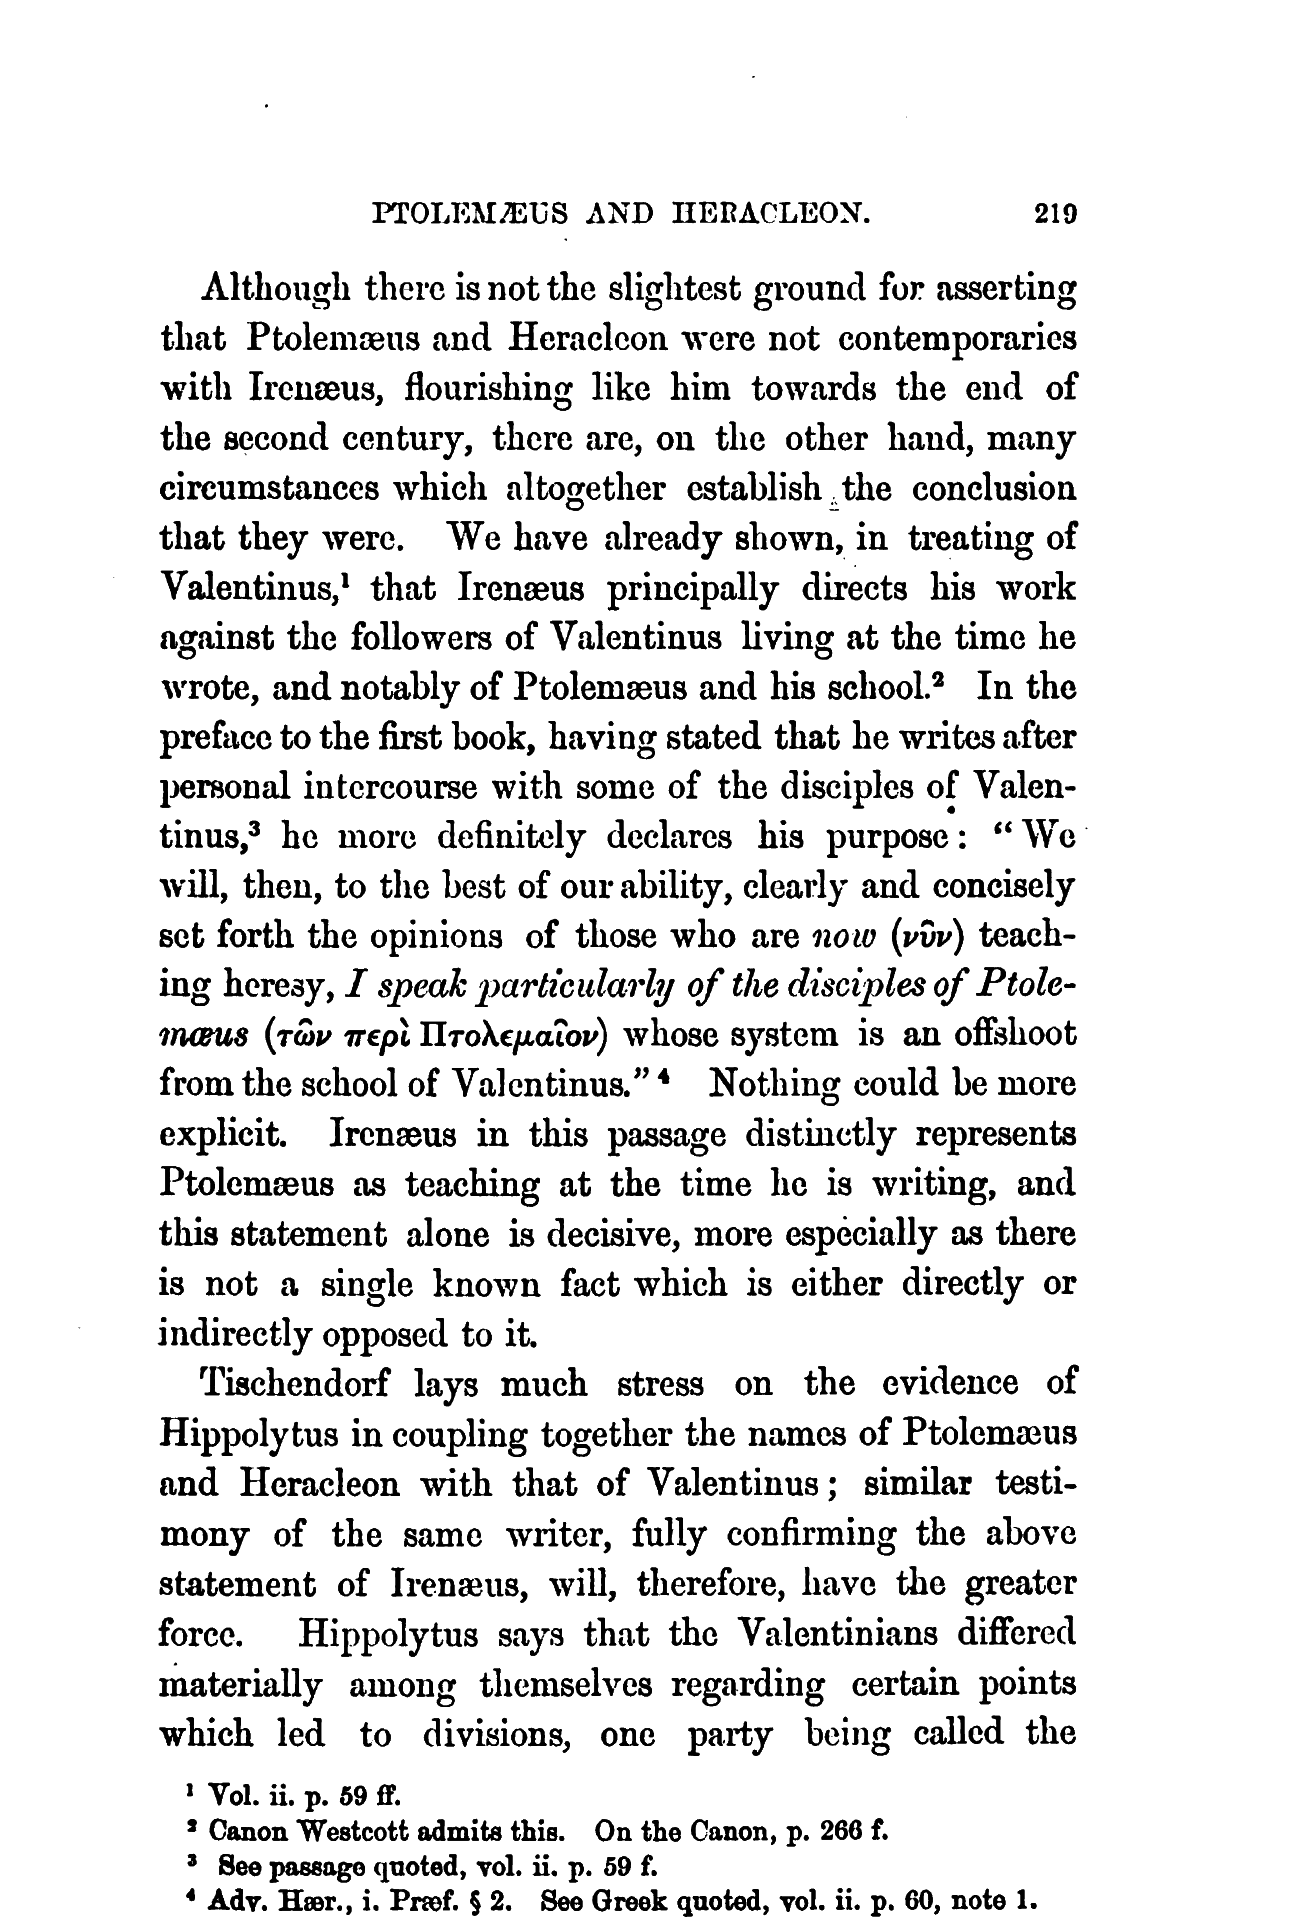 PTOLEMÆUS AND HERACLEON. 219
Although there is not the slightest ground for asserting
that Ptolemæus and Heracleon were not contemporaries
with Irenæus, flourishing like him towards the end of
the second century, there are, on the other hand, many
circumstances which altogether establish the conclusion
that they were. We have already shown, in treating of
Valentinus,¹ that Irenæus principally directs his work
against the followers of Valentinus living at the time he
wrote, and notably of Ptolemæus and his school.² In the
preface to the first book, having stated that he writes after
personal intercourse with some of the disciples of Valen-
tinus,³ he more definitely declares his purpose: “We
will, then, to the best of our ability, clearly and concisely
set forth the opinions of those who are now (νῦν) teach-
ing heresy, I speak particularly of the disciples of Ptole-
mæus (τῶν περὶ Πτολεμαῖον) whose system is an offshoot
from the school of Valentinus.”⁴ Nothing could be more
explicit. Irenæus in this passage distinctly represents
Ptolemæus as teaching at the time he is writing, and
this statement alone is decisive, more especially as there
is not a single known fact which is either directly or
indirectly opposed to it.
Tischendorf lays much stress on the evidence of
Hippolytus in coupling together the names of Ptolemæus
and Heracleon with that of Valentinus; similar testi-
mony of the same writer, fully confirming the above
statement of Irenæus, will, therefore, have the greater
force. Hippolytus says that the Valentinians differed
materially among themselves regarding certain points
which led to divisions, one party being called the
¹ Vol. ii. p. 59 ff.
² Canon Westcott admits this. On the Canon, p. 266 f.
³ See passage quoted, vol. ii. p. 59 f.
⁴ Adv. Hær., i. Præf. § 2. See Greek quoted, vol. ii. p. 60, note 1.